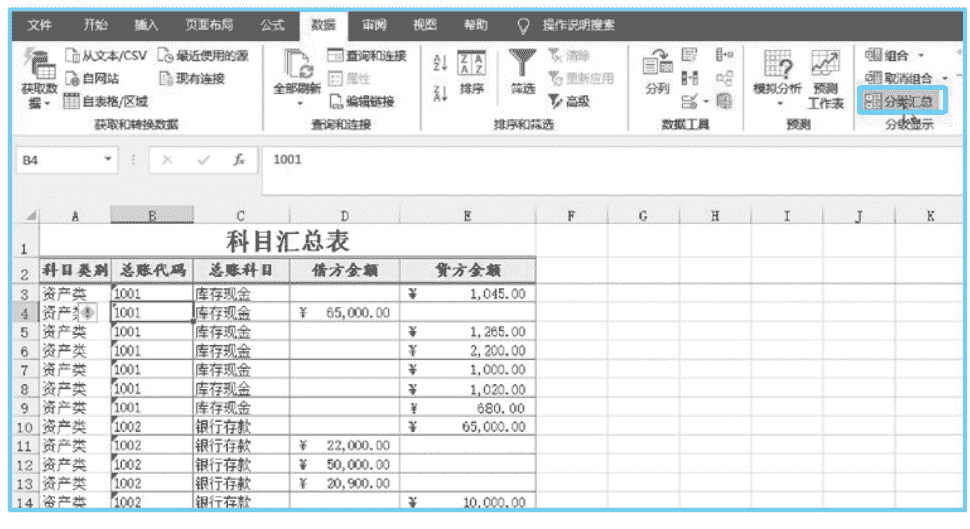 文件 开始 插入 页面布局 公式 数据 审阅 视图 帮助 操作说明搜索
从文本/CSV 最近使用的源 查询和连接 清除 组合
获取数据 自网站 现有连接 全部刷新 属性 排序 筛选 重新应用 分列 模拟分析 预测工作表 取消组合
自表格/区域 编辑链接 高级 分类汇总
获取和转换数据 查询和连接 排序和筛选 数据工具 预测 分级显示
B4 fx 1001
A B C D E F G H I J K
1 科目汇总表
2 科目类别 总账代码 总账科目 借方金额 贷方金额
3 资产类 1001 库存现金 ¥ 1,045.00
4 资产类 1001 库存现金 ¥ 65,000.00
5 资产类 1001 库存现金 ¥ 1,265.00
6 资产类 1001 库存现金 ¥ 2,200.00
7 资产类 1001 库存现金 ¥ 1,000.00
8 资产类 1001 库存现金 ¥ 1,020.00
9 资产类 1001 库存现金 ¥ 680.00
10 资产类 1002 银行存款 ¥ 65,000.00
11 资产类 1002 银行存款 ¥ 22,000.00
12 资产类 1002 银行存款 ¥ 50,000.00
13 资产类 1002 银行存款 ¥ 20,900.00
14 资产类 1002 银行存款 ¥ 10,000.00